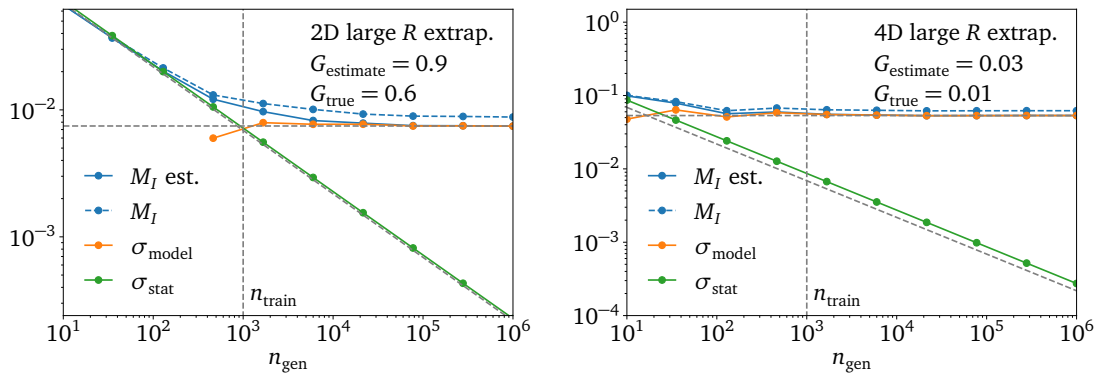 2D large R extrap.
G_estimate = 0.9
G_true = 0.6
10^-2
10^-3
M_I est.
M_I
σ_model
σ_stat
n_train
10^1
10^2
10^3
10^4
10^5
10^6
n_gen
4D large R extrap.
G_estimate = 0.03
G_true = 0.01
10^0
10^-1
10^-2
10^-3
10^-4
M_I est.
M_I
σ_model
σ_stat
n_train
10^1
10^2
10^3
10^4
10^5
10^6
n_gen